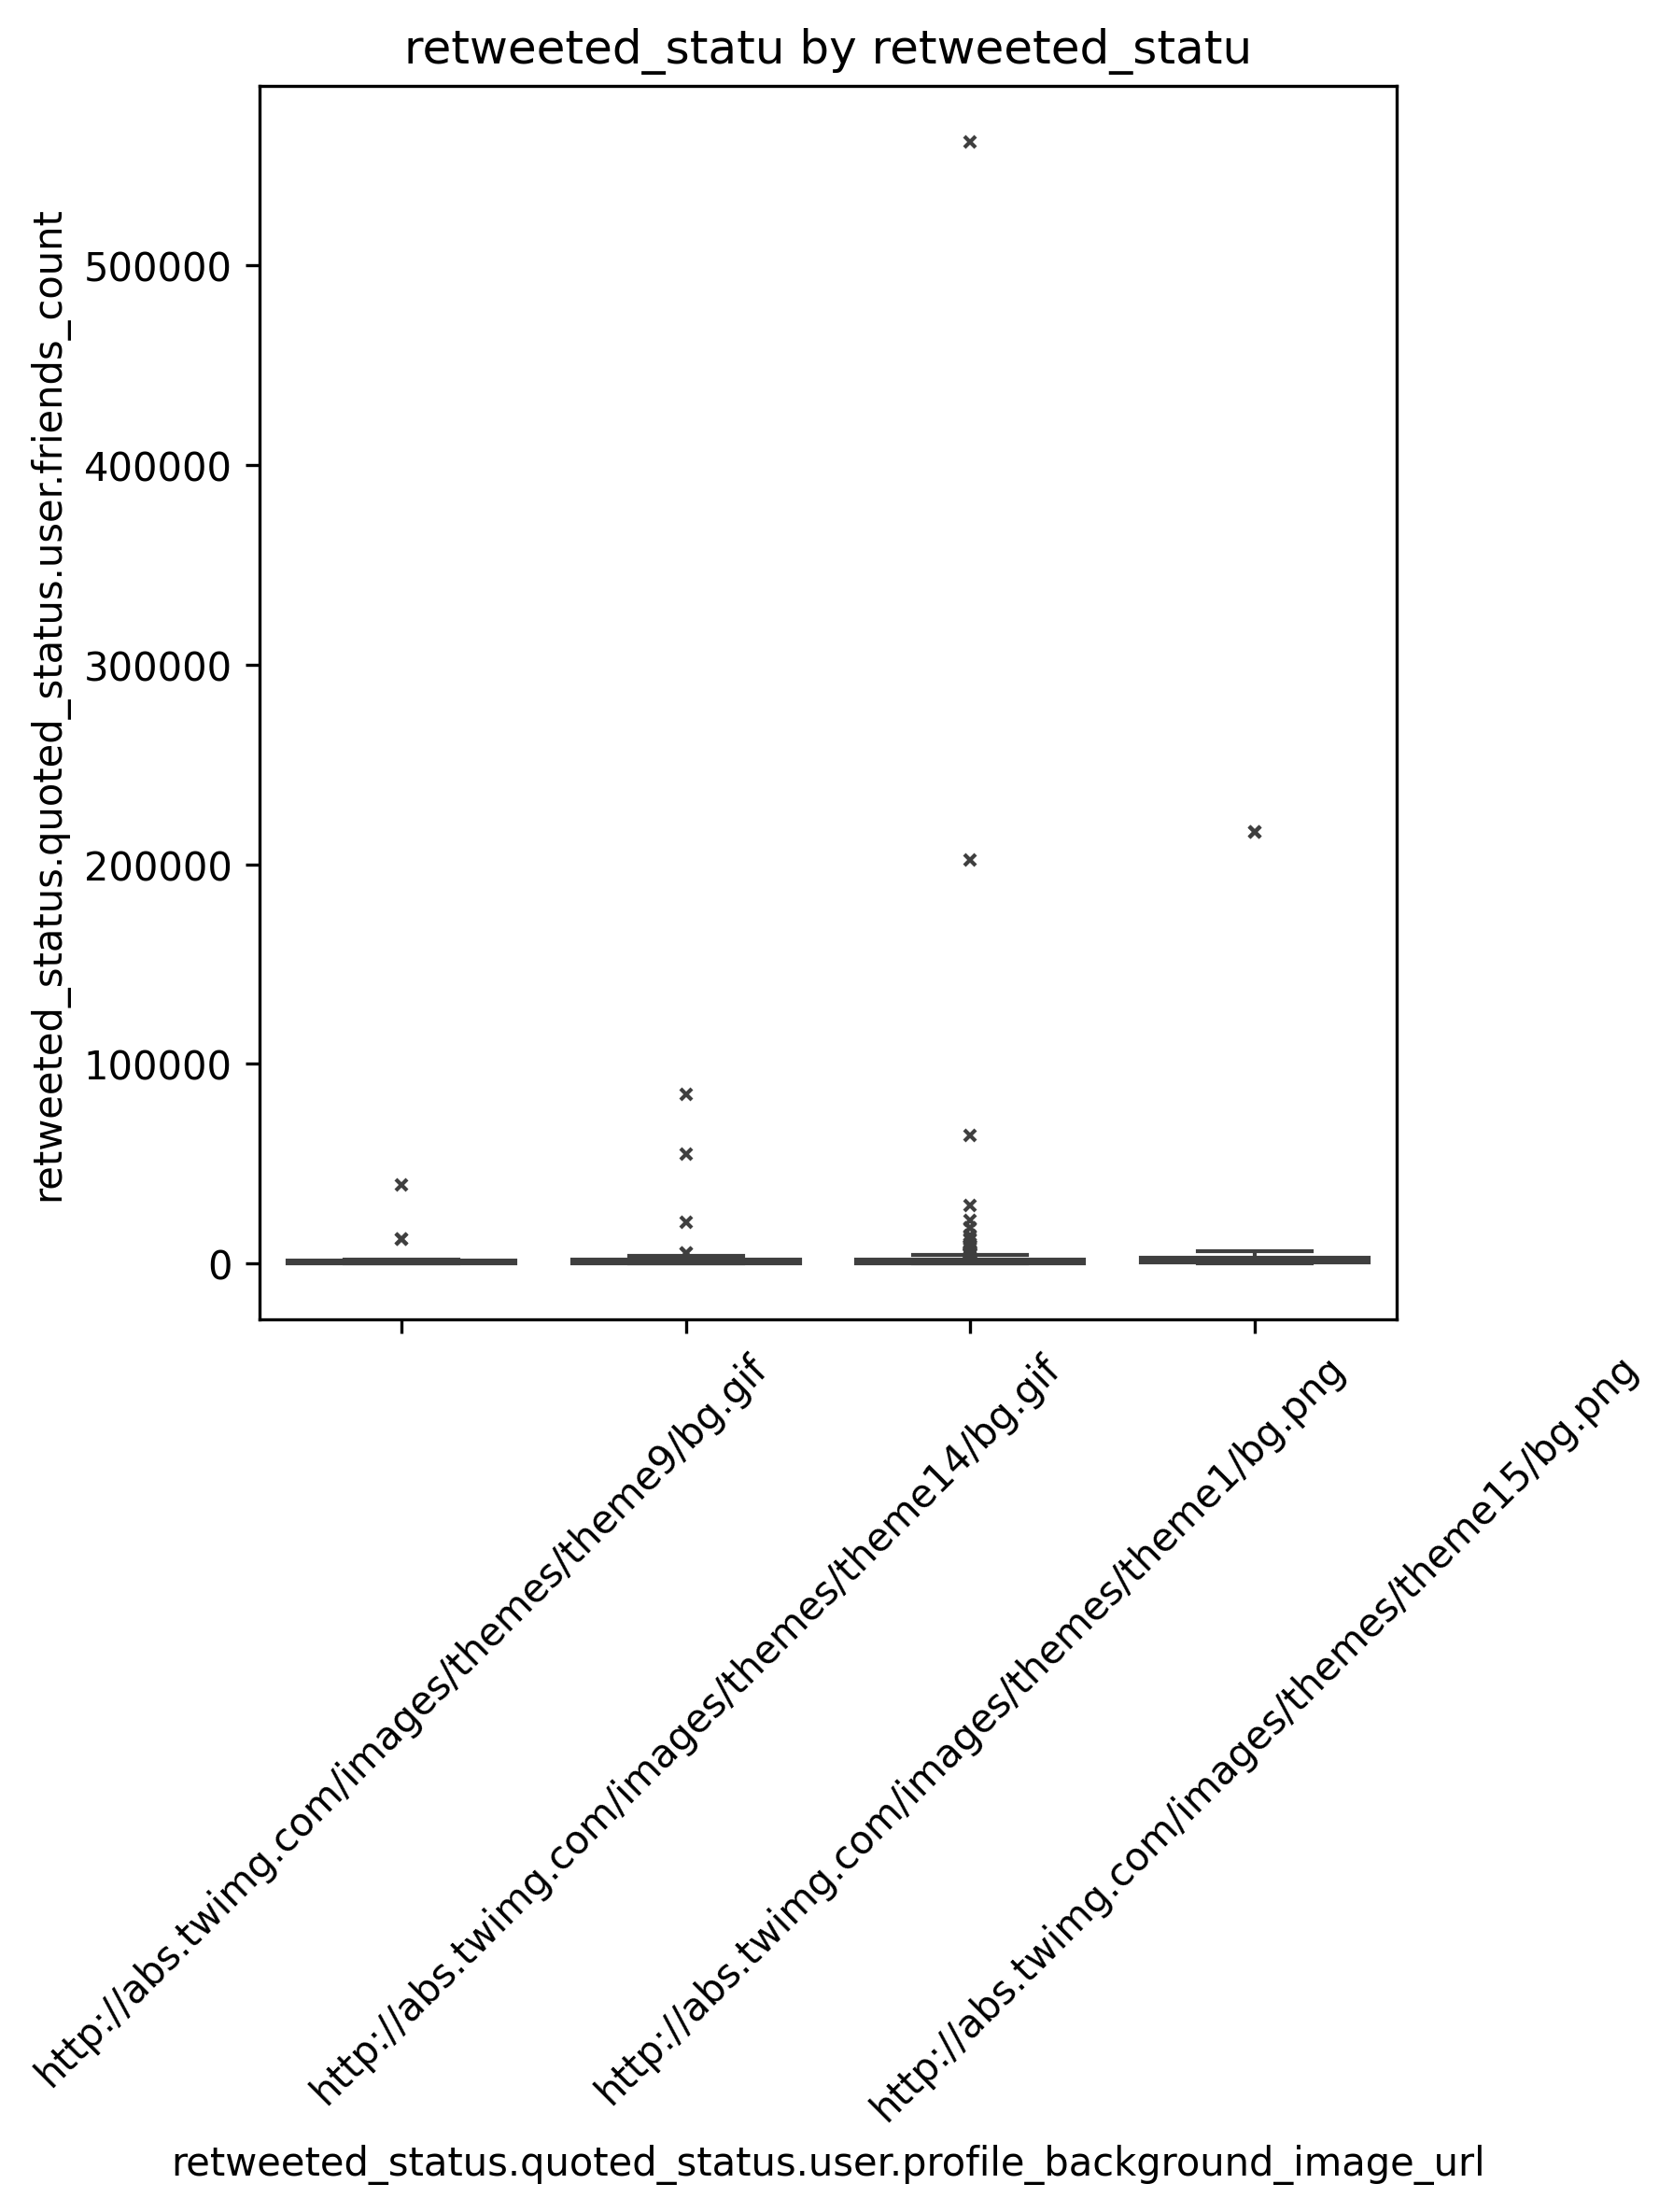 retweeted_statu by retweeted_statu
retweeted_status.quoted_status.user.friends_count
500000
400000
300000
200000
100000
0
http://abs.twimg.com/images/themes/theme9/bg.gif
http://abs.twimg.com/images/themes/theme14/bg.gif
http://abs.twimg.com/images/themes/theme1/bg.png
http://abs.twimg.com/images/themes/theme15/bg.png
retweeted_status.quoted_status.user.profile_background_image_url